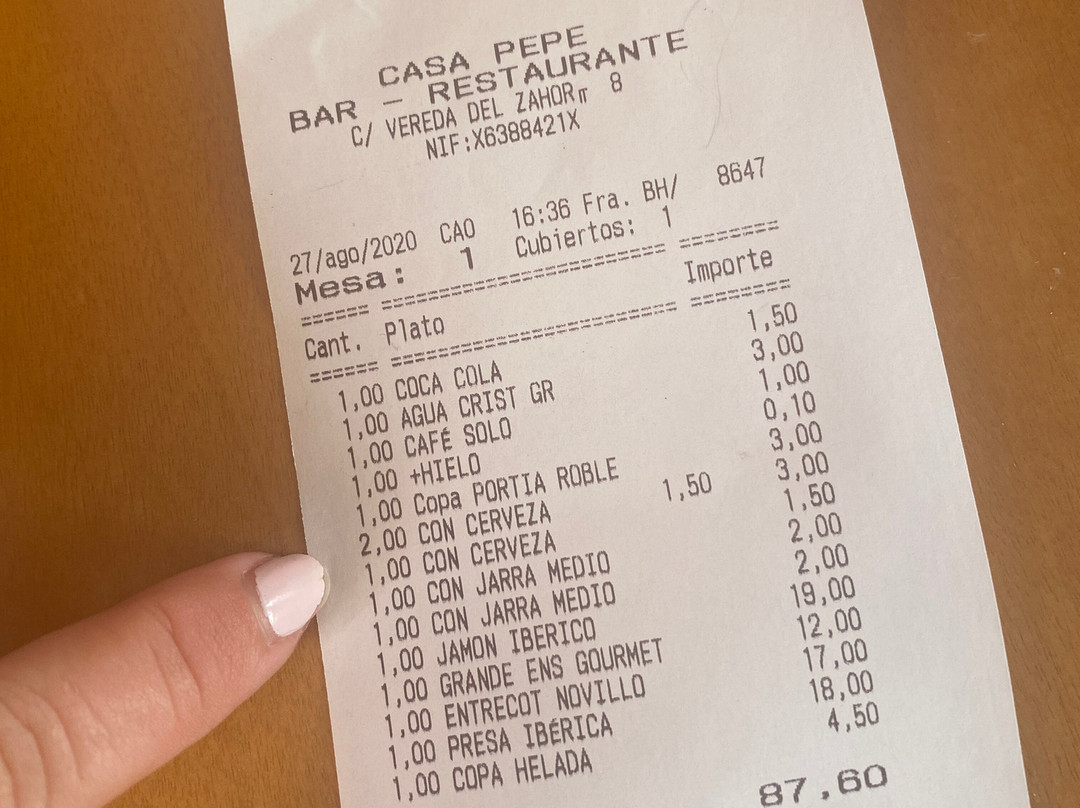 CASA PEPE
BAR - RESTAURANTE
C/ VEREDA DEL ZAHORπ 8
NIF:X6388421X
27/ago/2020 CAO 16:36 Fra. BH/ 8647
Mesa: 1 Cubiertos: 1
Cant. Plato Importe
1,00 COCA COLA 1,50
1,00 AGUA CRIST GR 3,00
1,00 CAFÉ SOLO 1,00
1,00 +HIELO 0,10
1,00 Copa PORTIA ROBLE 3,00
2,00 CON CERVEZA 1,50 3,00
1,00 CON CERVEZA 1,50
1,00 CON JARRA MEDIO 2,00
1,00 CON JARRA MEDIO 2,00
1,00 JAMON IBERICO 19,00
1,00 GRANDE ENS GOURMET 12,00
1,00 ENTRECOT NOVILLO 17,00
1,00 PRESA IBÉRICA 18,00
1,00 COPA HELADA 4,50
87,60